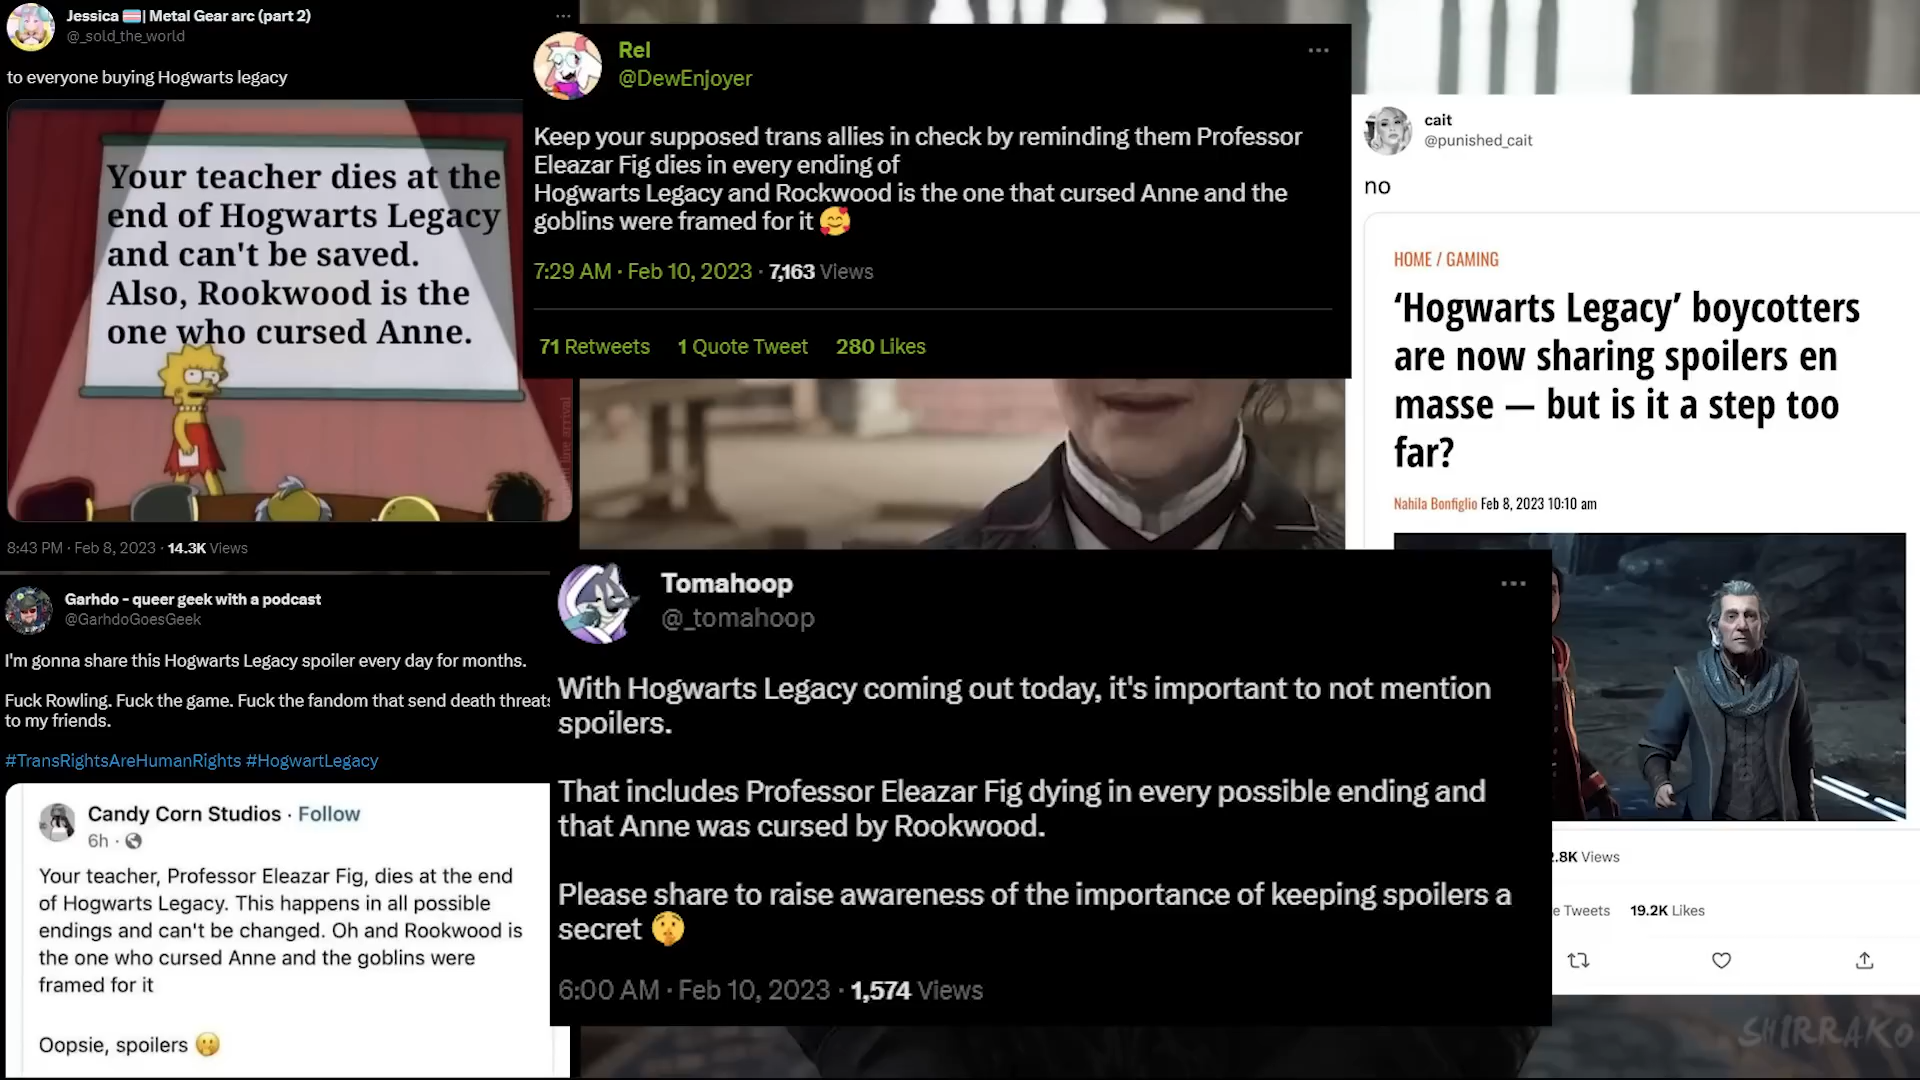 Jessica | Metal Gear arc (part 2)
@_sold_the_world
to everyone buying Hogwarts legacy
Your teacher dies at the
end of Hogwarts Legacy
and can't be saved.
Also, Rookwood is the
one who cursed Anne.
8:43 PM · Feb 8, 2023 · 14.3K Views
Garhdo - queer geek with a podcast
@GarhdoGoesGeek
I'm gonna share this Hogwarts Legacy spoiler every day for months.
Fuck Rowling. Fuck the game. Fuck the fandom that send death threats
to my friends.
#TransRightsAreHumanRights #HogwartLegacy
Candy Corn Studios · Follow
6h ·
Your teacher, Professor Eleazar Fig, dies at the end
of Hogwarts Legacy. This happens in all possible
endings and can't be changed. Oh and Rookwood is
the one who cursed Anne and the goblins were
framed for it
Oopsie, spoilers 🤭
Rel
@DewEnjoyer
Keep your supposed trans allies in check by reminding them Professor
Eleazar Fig dies in every ending of
Hogwarts Legacy and Rockwood is the one that cursed Anne and the
goblins were framed for it 🥰
7:29 AM · Feb 10, 2023 · 7,163 Views
71 Retweets 1 Quote Tweet 280 Likes
Tomahoop
@_tomahoop
With Hogwarts Legacy coming out today, it's important to not mention
spoilers.
That includes Professor Eleazar Fig dying in every possible ending and
that Anne was cursed by Rookwood.
Please share to raise awareness of the importance of keeping spoilers a
secret 🤫
6:00 AM · Feb 10, 2023 · 1,574 Views
cait
@punished_cait
no
HOME / GAMING
‘Hogwarts Legacy’ boycotters
are now sharing spoilers en
masse — but is it a step too
far?
Nahila Bonfiglio Feb 8, 2023 10:10 am
.8K Views
e Tweets 19.2K Likes
SHIRRAKO